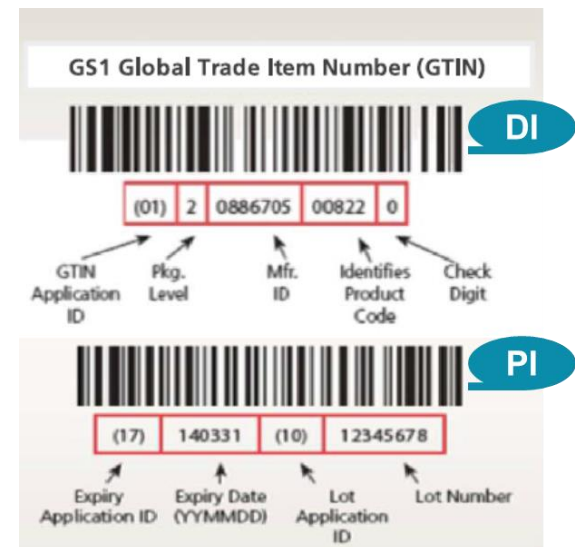 GS1 Global Trade Item Number (GTIN)
DI
(01) 2 0886705 00822 0
GTIN Application ID
Pkg. Level
Mfr. ID
Identifies Product Code
Check Digit
PI
(17) 140331 (10) 12345678
Expiry Application ID
Expiry Date (YYMMDD)
Lot Application ID
Lot Number